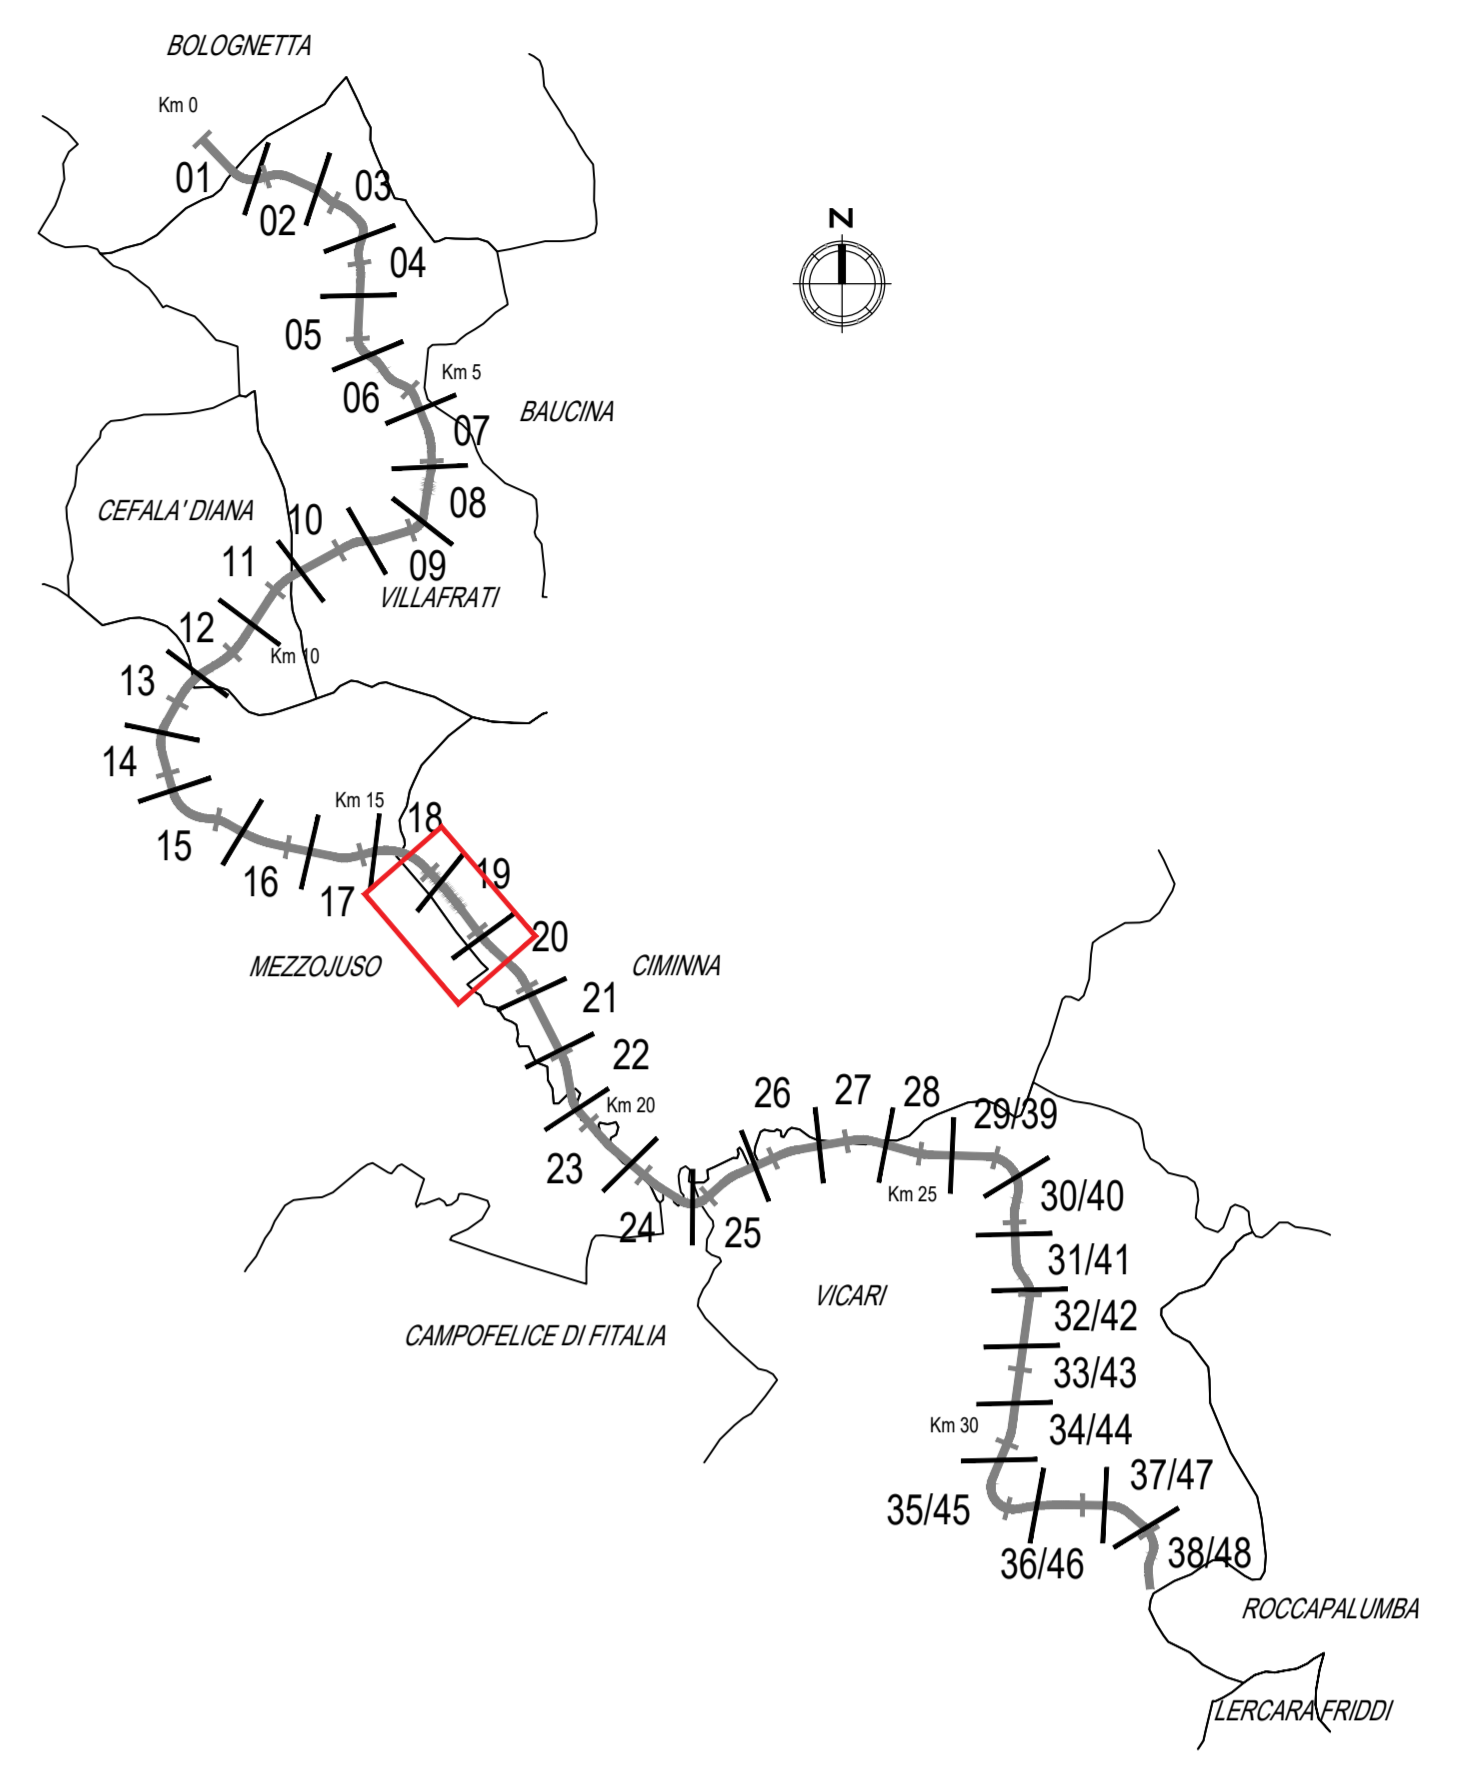 BOLOGNETTA
Km 0
01
02
03
N
04
05
Km 5
06
BAUCINA
07
08
CEFALA' DIANA
10
09
11
VILLAFRATI
12
Km 10
13
14
Km 15
18
15
16
17
19
20
MEZZOJUSO
CIMINNA
21
22
Km 20
23
24
25
26
27
28
29/39
Km 25
30/40
31/41
VICARI
32/42
CAMPOFELICE DI FITALIA
33/43
Km 30
34/44
37/47
35/45
36/46
38/48
ROCCAPALUMBA
LERCARA FRIDDI